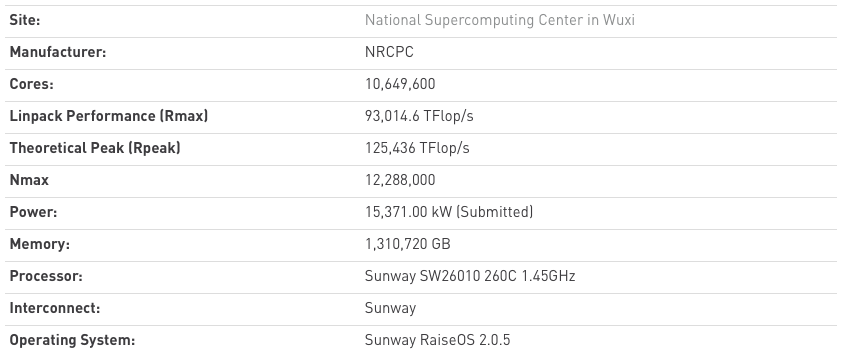 Site: National Supercomputing Center in Wuxi
Manufacturer: NRCPC
Cores: 10,649,600
Linpack Performance (Rmax) 93,014.6 TFlop/s
Theoretical Peak (Rpeak) 125,436 TFlop/s
Nmax 12,288,000
Power: 15,371.00 kW (Submitted)
Memory: 1,310,720 GB
Processor: Sunway SW26010 260C 1.45GHz
Interconnect: Sunway
Operating System: Sunway RaiseOS 2.0.5